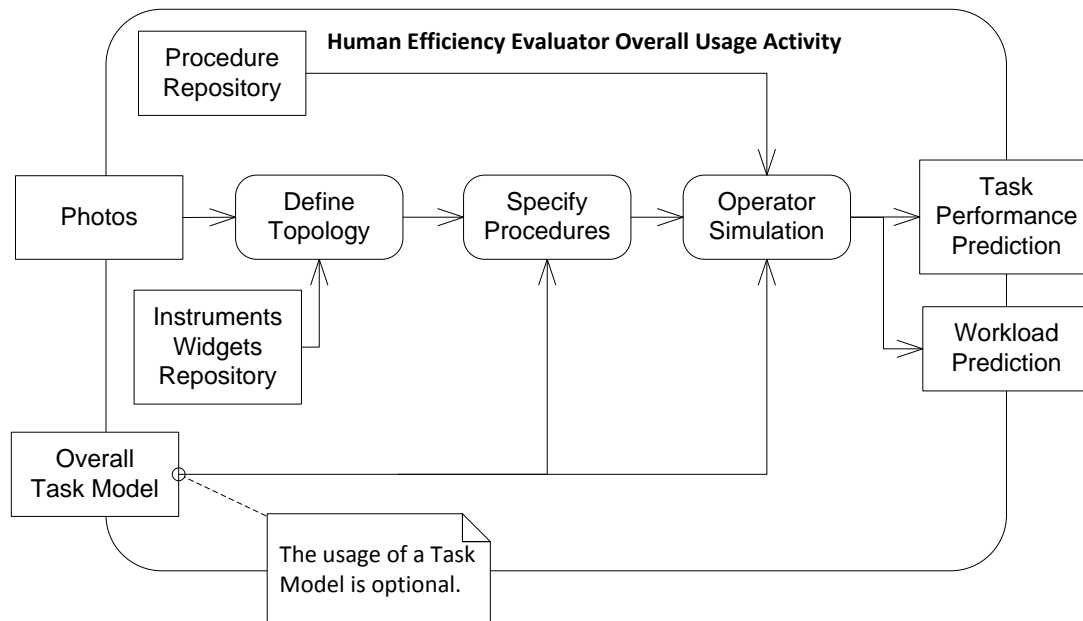 Human Efficiency Evaluator Overall Usage Activity
Procedure
Repository
Photos
Define
Topology
Specify
Procedures
Operator
Simulation
Task
Performance
Prediction
Instruments
Widgets
Repository
Workload
Prediction
Overall
Task Model
The usage of a Task
Model is optional.